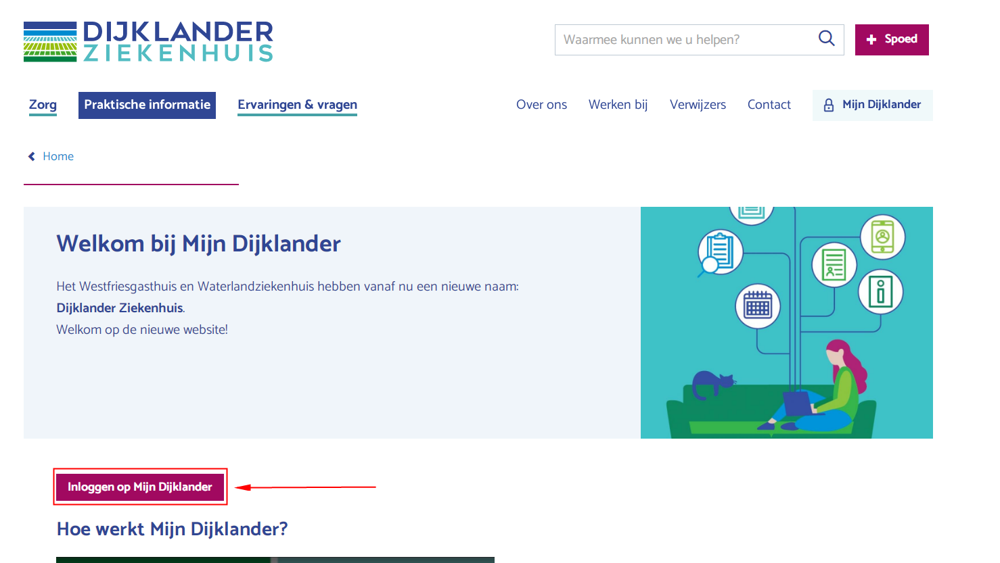 DIJKLANDER
ZIEKENHUIS
Waarmee kunnen we u helpen?
Spoed
Zorg
Praktische informatie
Ervaringen & vragen
Over ons
Werken bij
Verwijzers
Contact
Mijn Dijklander
Home
Welkom bij Mijn Dijklander
Het Westfriesgasthuis en Waterlandziekenhuis hebben vanaf nu een nieuwe naam:
Dijklander Ziekenhuis.
Welkom op de nieuwe website!
Inloggen op Mijn Dijklander
Hoe werkt Mijn Dijklander?